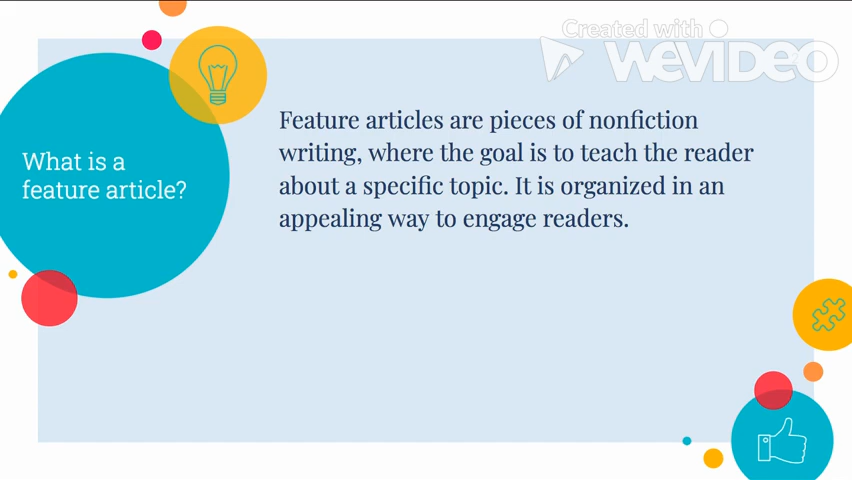 Created with
WEVIDEO
What is a
feature article?
Feature articles are pieces of nonfiction
writing, where the goal is to teach the reader
about a specific topic. It is organized in an
appealing way to engage readers.